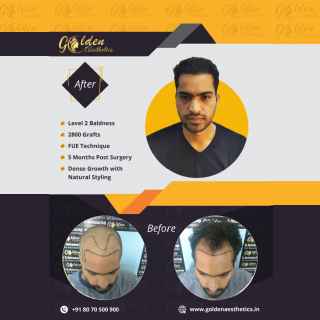 Golden
Aesthetics
After
Level 2 Baldness
2800 Grafts
FUE Technique
5 Months Post Surgery
Dense Growth with
Natural Styling
Before
+91 80 70 500 900
www.goldenaesthetics.in